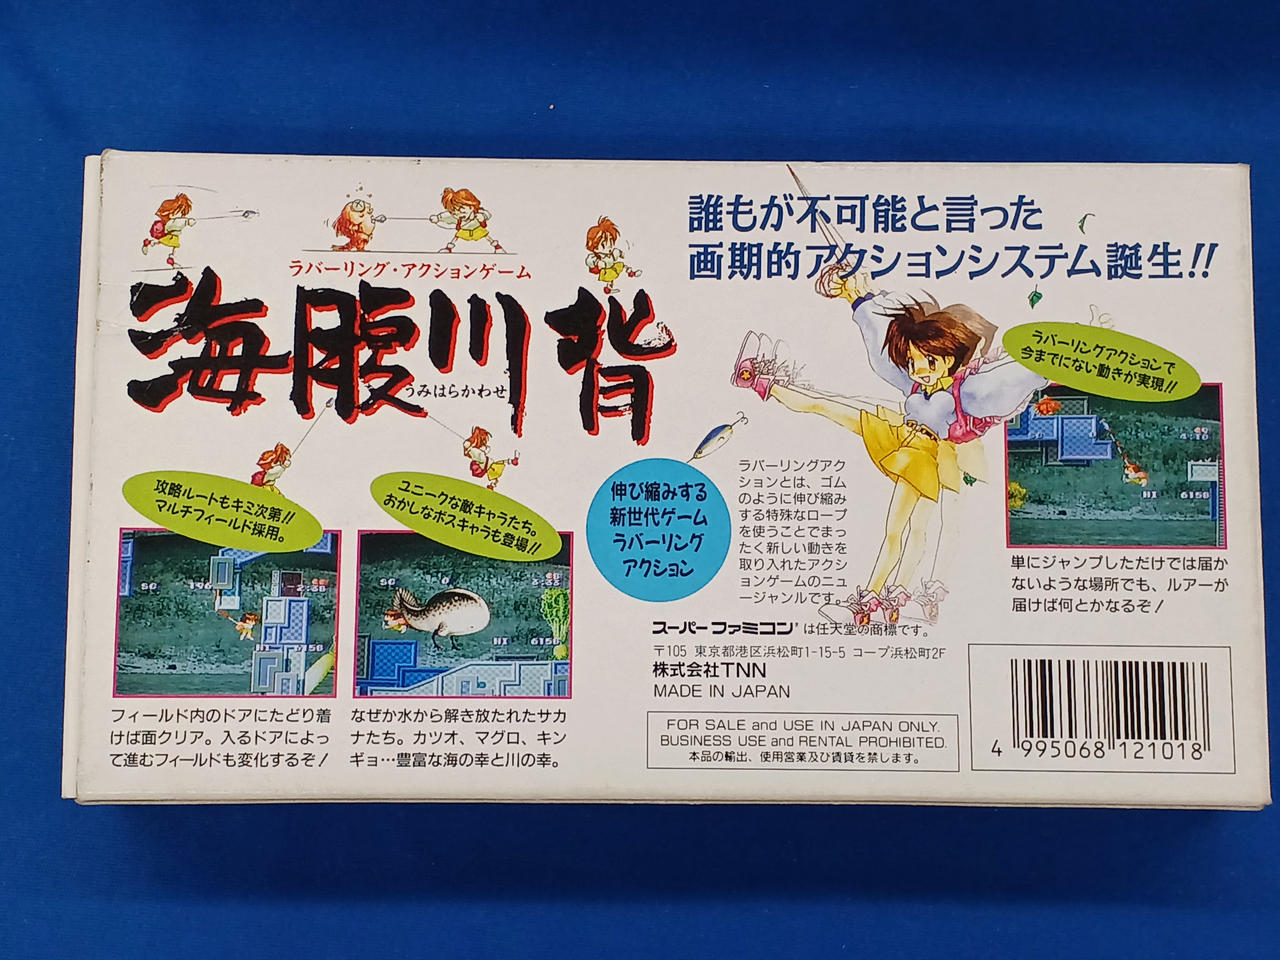 誰もが不可能と言った
画期的アクションシステム誕生!!
ラバーリング・アクションゲーム
海腹川背
うみはらかわせ
ラバーリングアクションで
今までにない動きが実現!!
攻略ルートもキミ次第!!
マルチフィールド採用。
ユニークな敵キャラたち。
おかしなボスキャラも登場!!
伸び縮みする
新世代ゲーム
ラバーリング
アクション
ラバーリングアク
ションとは、ゴム
のように伸び縮み
する特殊なロープ
を使うことでまっ
たく新しい動きを
取り入れたアクシ
ョンゲームのニュ
ージャンルです。
単にジャンプしただけでは届か
ないような場所でも、ルアーが
届けば何とかなるぞ!
フィールド内のドアにたどり着
けば面クリア。入るドアによっ
て進むフィールドも変化するぞ!
なぜか水から解き放たれたサカ
ナたち。カツオ、マグロ、キン
ギョ…豊富な海の幸と川の幸。
スーパーファミコン は任天堂の商標です。
〒105 東京都港区浜松町1-15-5 コープ浜松町2F
株式会社TNN
MADE IN JAPAN
FOR SALE and USE IN JAPAN ONLY.
BUSINESS USE and RENTAL PROHIBITED.
本品の輸出、使用営業及び賃貸を禁じます。
4 995068 121018
HI 6150
HI 6150
HI 6150